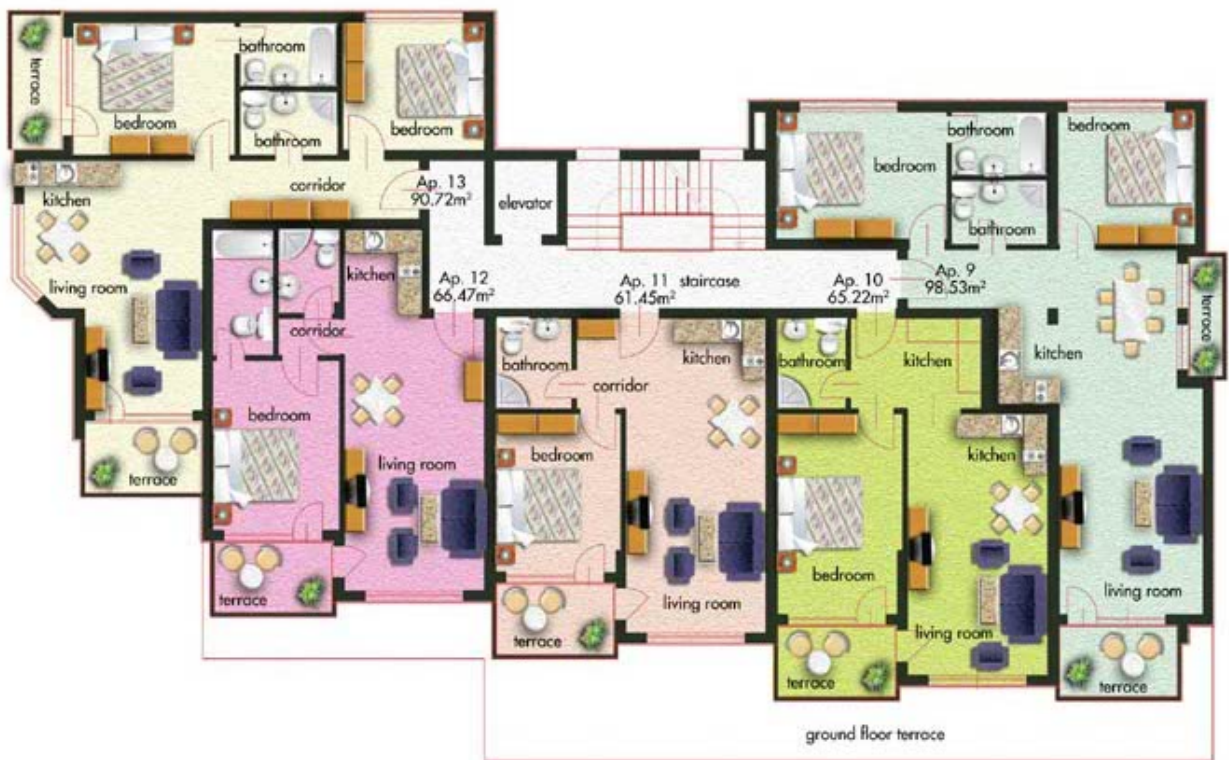 bathroom
terrace
bedroom
bathroom
bedroom
kitchen
corridor
Ap. 13
90.72m²
elevator
living room
terrace
bedroom
bathroom
bedroom
bathroom
Ap. 12
66.47m²
Ap. 11 staircase
61.45m²
Ap. 10
65.22m²
Ap. 9
98.53m²
terrace
kitchen
corridor
bedroom
living room
terrace
bathroom
corridor
kitchen
bedroom
living room
terrace
bathroom
kitchen
kitchen
bedroom
living room
terrace
kitchen
living room
terrace
ground floor terrace